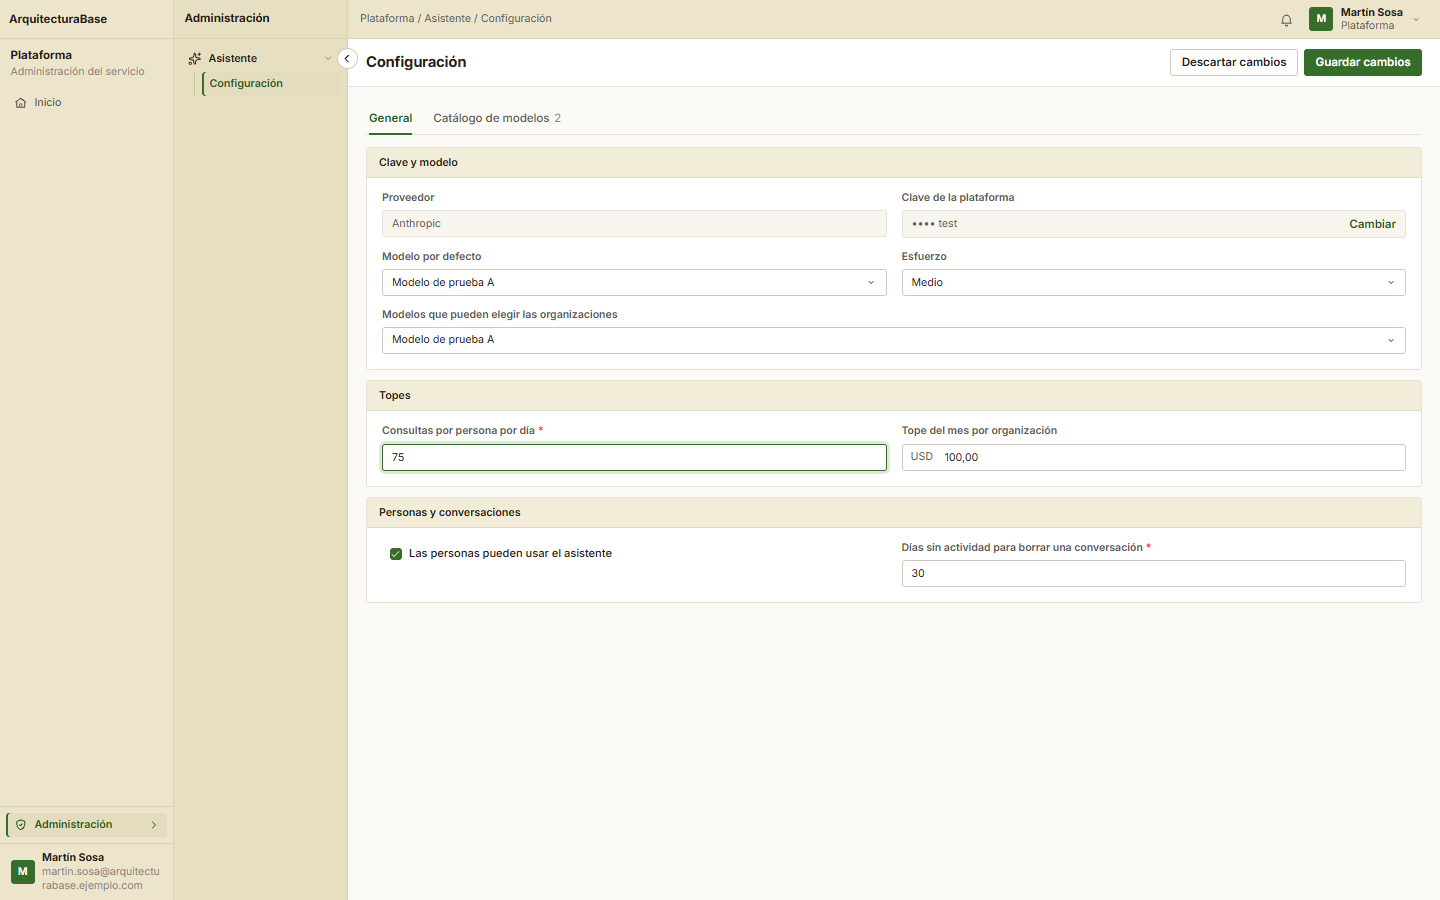 ArquitecturaBase
Plataforma
Administración del servicio
Inicio
Administración
Martín Sosa
martin.sosa@arquitectu
rabase.ejemplo.com
M
Administración
Asistente
Configuración
Plataforma / Asistente / Configuración
M
Martín Sosa
Plataforma
Configuración
Descartar cambios
Guardar cambios
General
Catálogo de modelos 2
Clave y modelo
Proveedor
Anthropic
Clave de la plataforma
•••• test
Cambiar
Modelo por defecto
Modelo de prueba A
Esfuerzo
Medio
Modelos que pueden elegir las organizaciones
Modelo de prueba A
Topes
Consultas por persona por día *
75
Tope del mes por organización
USD 100,00
Personas y conversaciones
Las personas pueden usar el asistente
Días sin actividad para borrar una conversación *
30